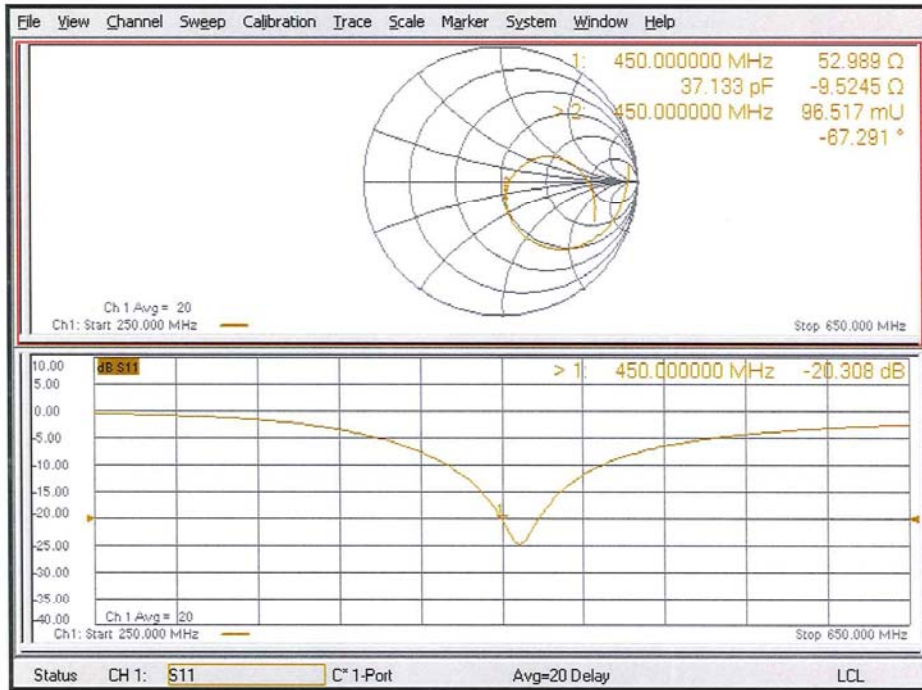 File View Channel Sweep Calibration Trace Scale Marker System Window Help
1: 450.000000 MHz 52.989 Ω
37.133 pF -9.5245 Ω
> 2: 450.000000 MHz 96.517 mU
-67.291 °
Ch 1 Avg = 20
Ch1: Start 250.000 MHz
Stop 650.000 MHz
10.00
dB S11
> 1: 450.000000 MHz -20.308 dB
5.00
0.00
-5.00
-10.00
-15.00
-20.00
1
-25.00
-30.00
-35.00
-40.00
Ch 1 Avg = 20
Ch1: Start 250.000 MHz
Stop 650.000 MHz
Status CH 1: S11 C* 1-Port Avg=20 Delay LCL